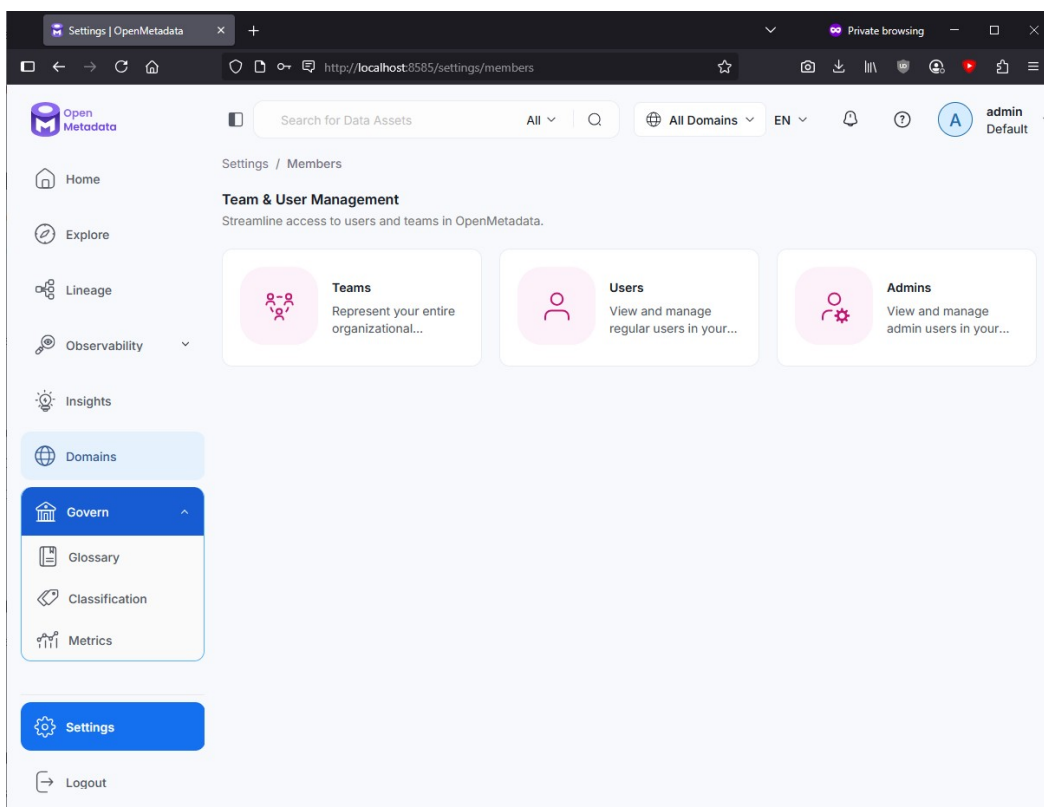 Settings | OpenMetadata
Private browsing
http://localhost:8585/settings/members
Open
Metadata
Search for Data Assets
All
All Domains
EN
A
admin
Default
Home
Explore
Lineage
Observability
Insights
Domains
Govern
Glossary
Classification
Metrics
Settings
Logout
Settings / Members
Team & User Management
Streamline access to users and teams in OpenMetadata.
Teams
Represent your entire
organizational...
Users
View and manage
regular users in your...
Admins
View and manage
admin users in your...